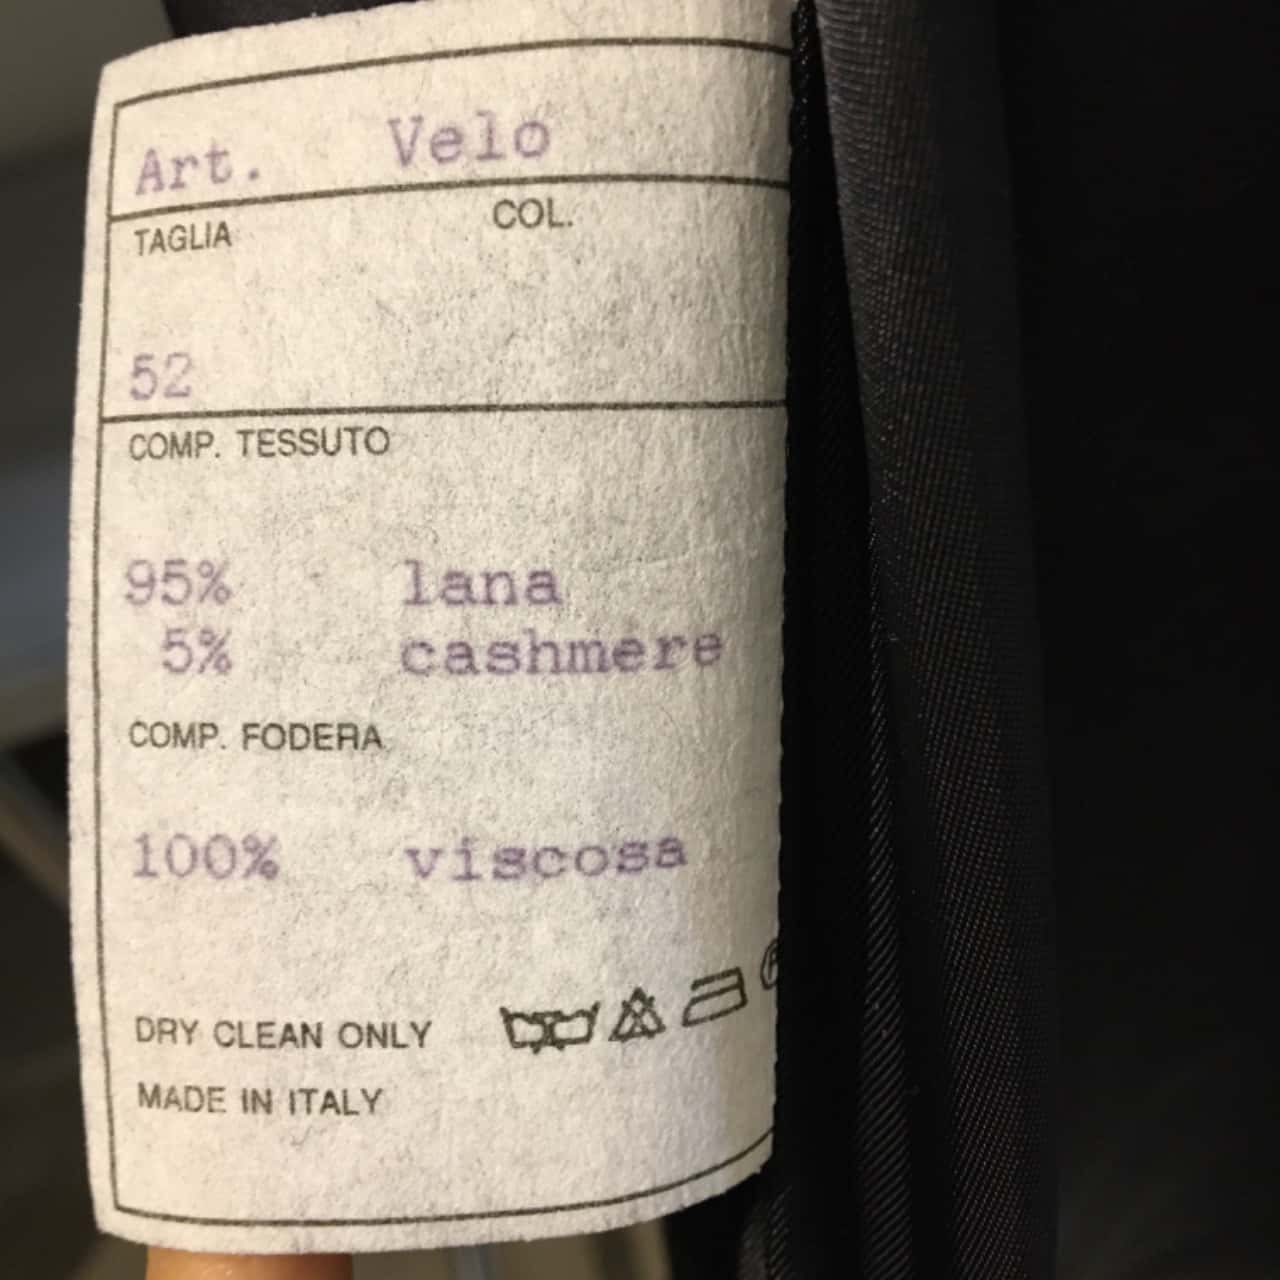 Art. Velo
TAGLIA COL.
52
COMP. TESSUTO
95% lana
5% cashmere
COMP. FODERA
100% viscosa
DRY CLEAN ONLY
MADE IN ITALY